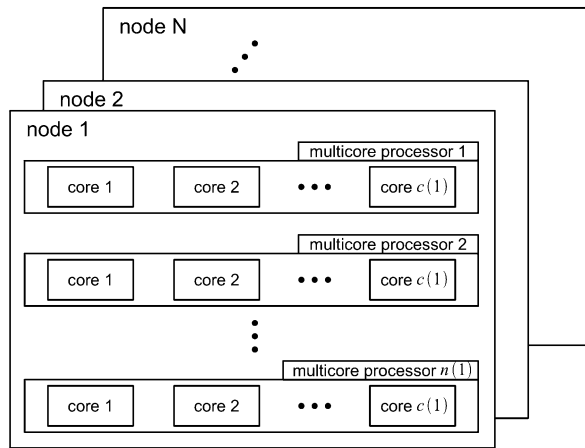 node N
node 2
node 1
multicore processor 1
core 1 core 2 ••• core c(1)
multicore processor 2
core 1 core 2 ••• core c(1)
multicore processor n(1)
core 1 core 2 ••• core c(1)